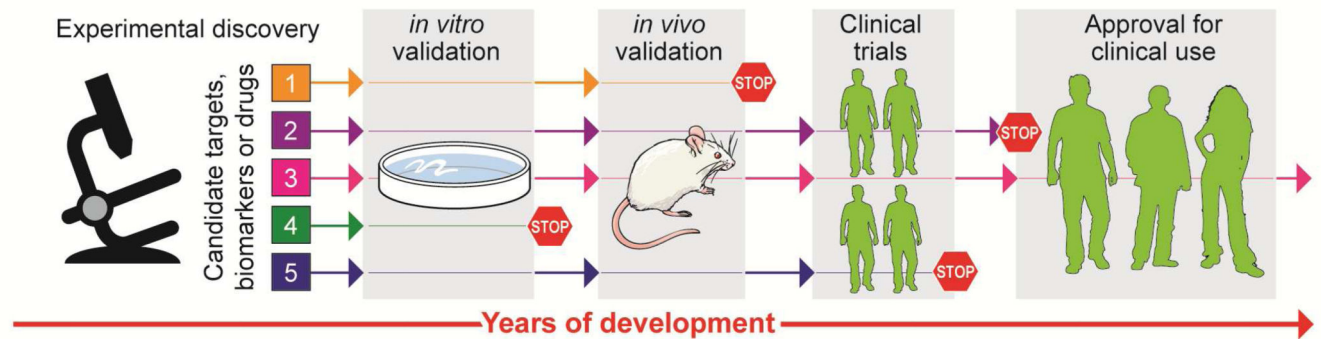 Experimental discovery
in vitro
validation
in vivo
validation
Clinical
trials
Approval for
clinical use
Candidate targets,
biomarkers or drugs
1
STOP
2
STOP
3
4
STOP
5
STOP
Years of development